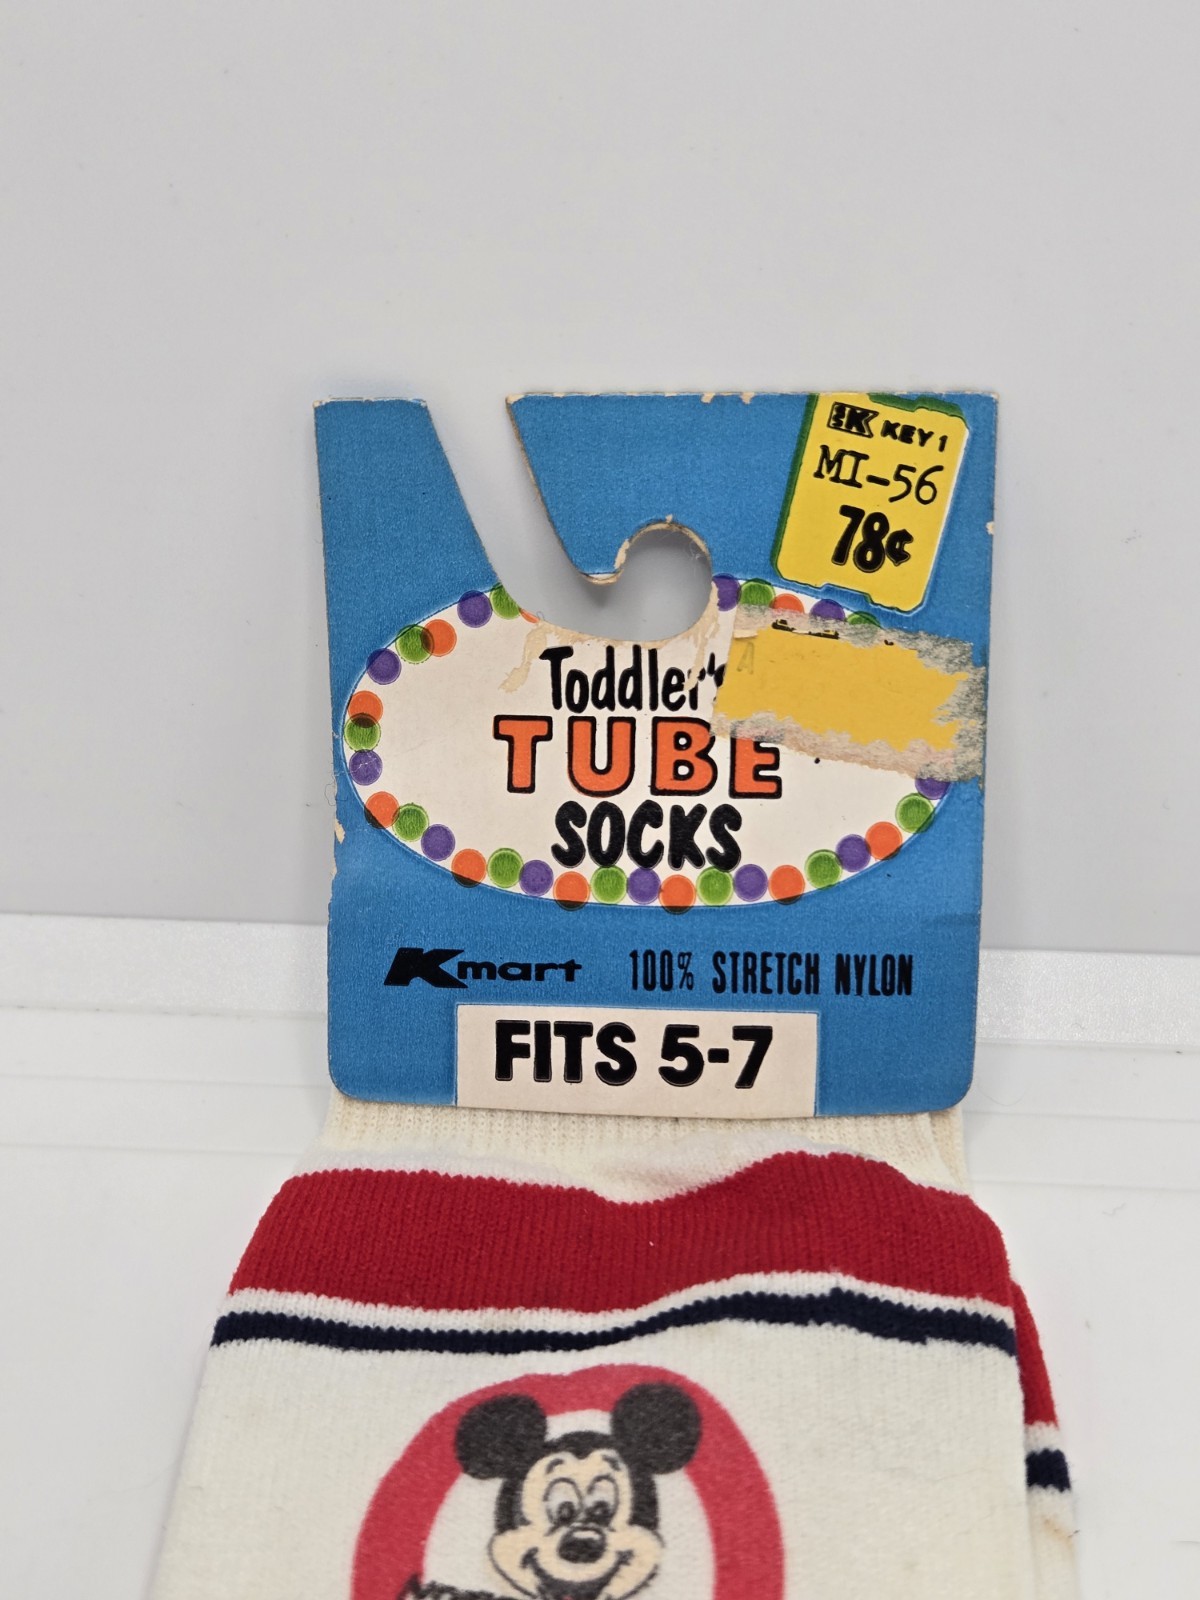 K KEY 1
MI-56
78¢
Toddler's
TUBE
SOCKS
Kmart 100% STRETCH NYLON
FITS 5-7